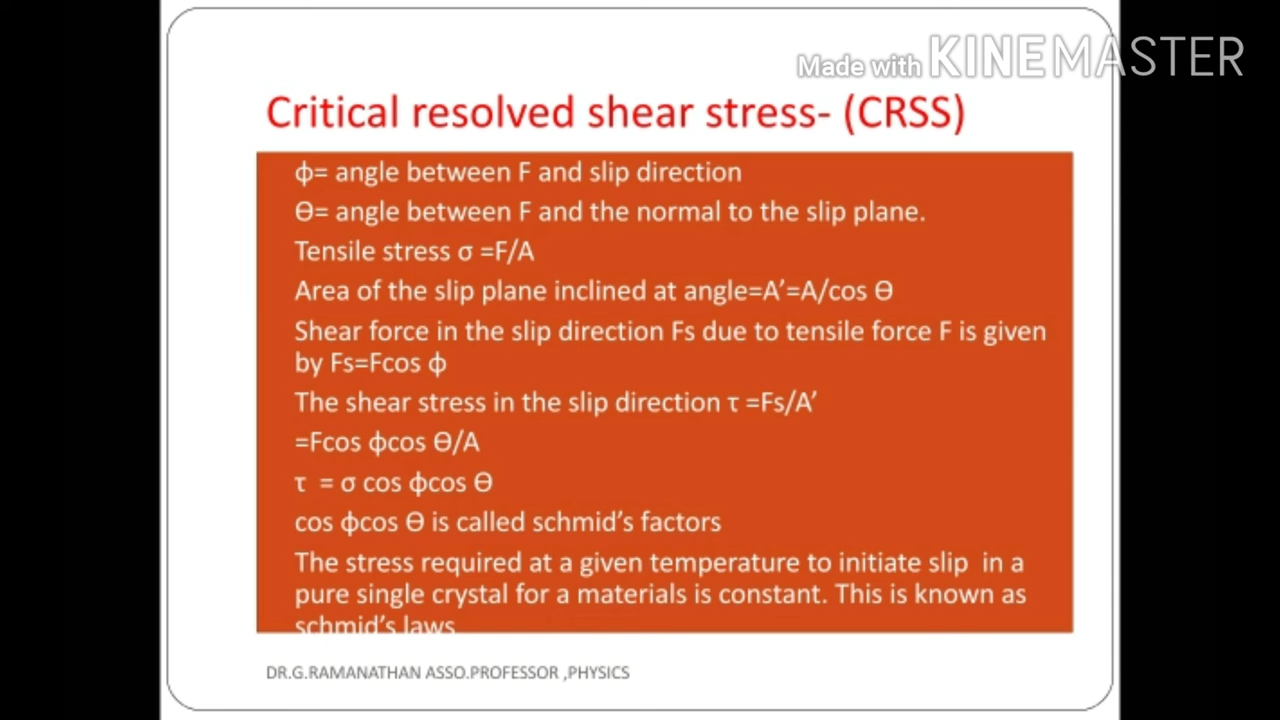 Made with KINEMASTER
Critical resolved shear stress- (CRSS)
ϕ= angle between F and slip direction
Ө= angle between F and the normal to the slip plane.
Tensile stress σ =F/A
Area of the slip plane inclined at angle=A’=A/cos Ө
Shear force in the slip direction Fs due to tensile force F is given
by Fs=Fcos ϕ
The shear stress in the slip direction τ =Fs/A’
=Fcos ϕcos Ө/A
τ = σ cos ϕcos Ө
cos ϕcos Ө is called schmid’s factors
The stress required at a given temperature to initiate slip in a
pure single crystal for a materials is constant. This is known as
schmid’s laws
DR.G.RAMANATHAN ASSO.PROFESSOR ,PHYSICS